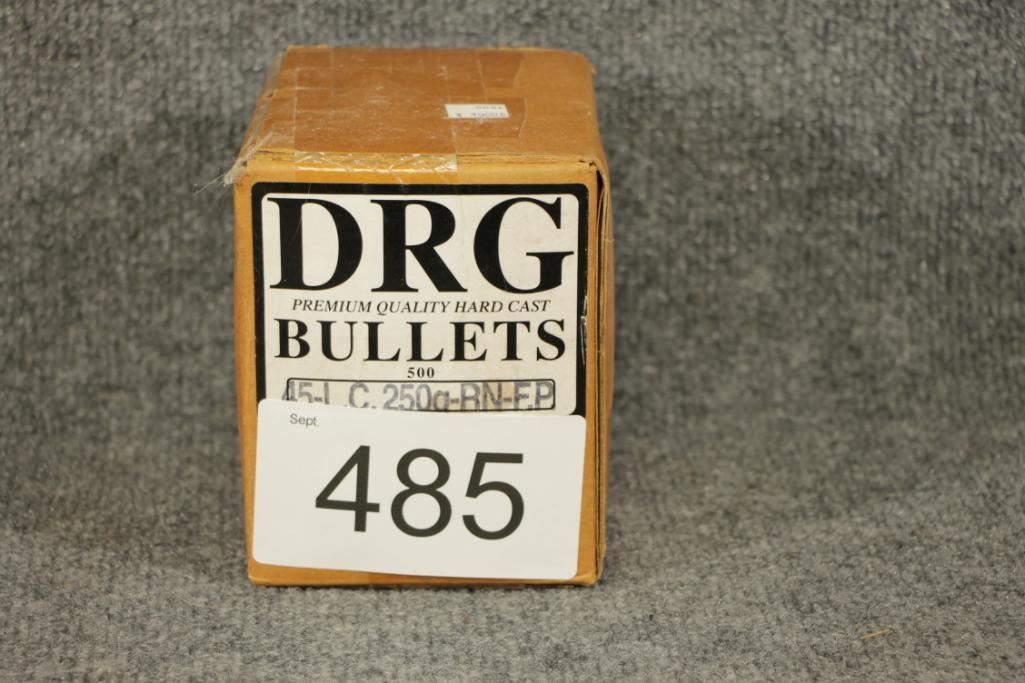 DRG
PREMIUM QUALITY HARD CAST
BULLETS
500
45-L.C. 250g-RN-F.P
Sept.
485